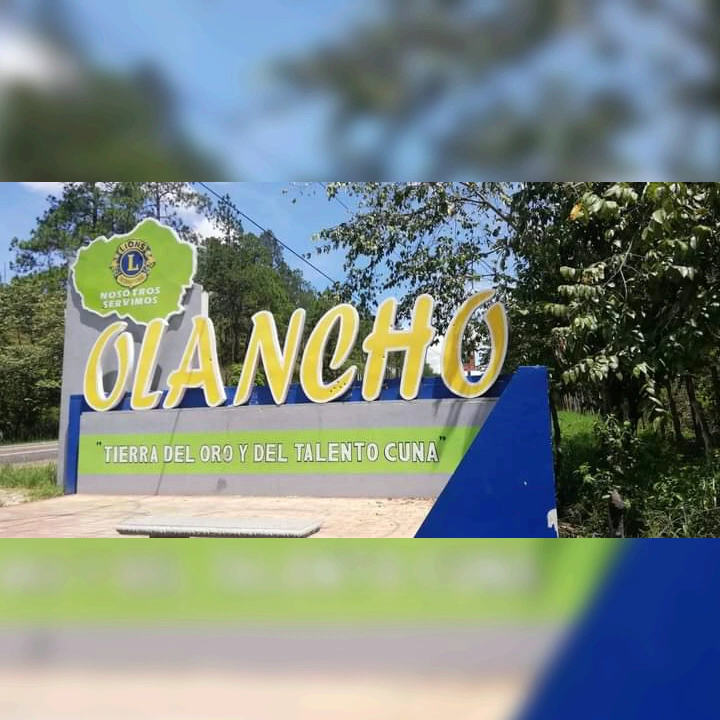 LIONS
L
NOSOTROS
SERVIMOS
OLANCHO
"TIERRA DEL ORO Y DEL TALENTO CUNA"